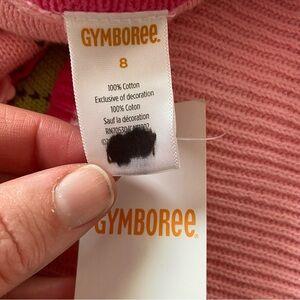 GYMBOREE.
8
100% Cotton
Exclusive of decoration
100% Coton
Sauf la décoration
GYMBOREE